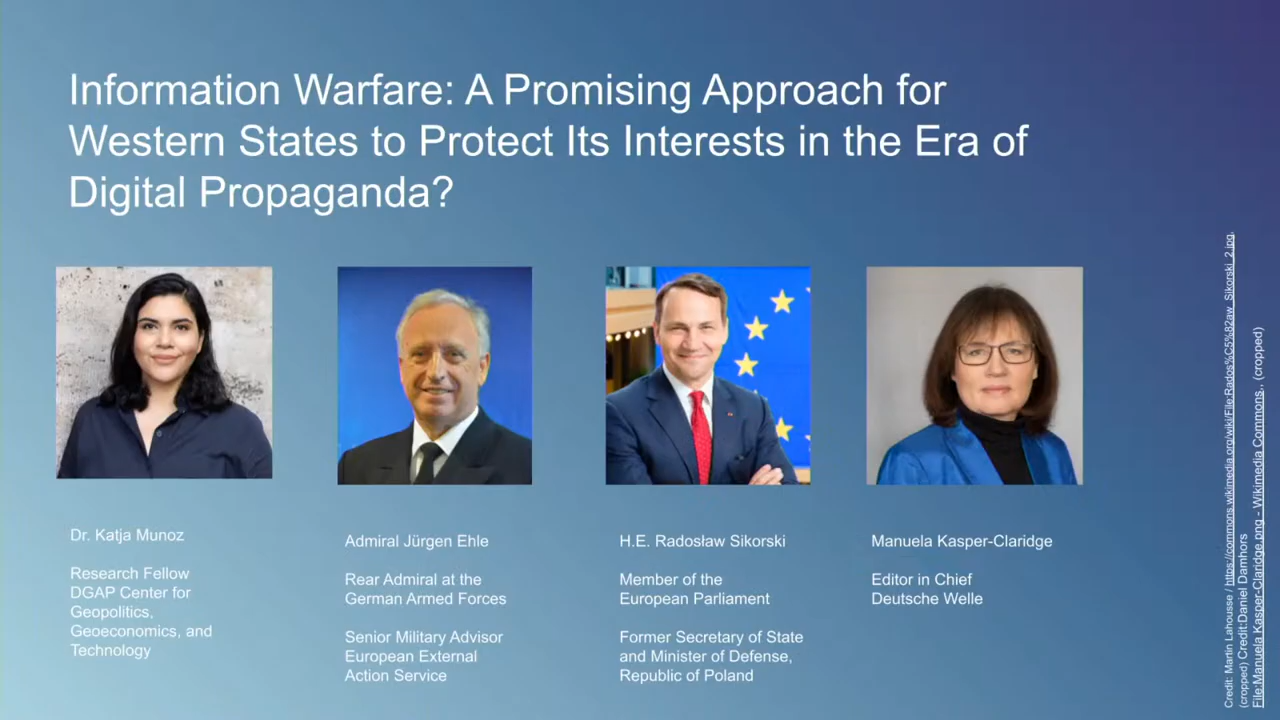 Information Warfare: A Promising Approach for
Western States to Protect Its Interests in the Era of
Digital Propaganda?
Dr. Katja Munoz
Research Fellow
DGAP Center for
Geopolitics,
Geoeconomics, and
Technology
Admiral Jürgen Ehle
Rear Admiral at the
German Armed Forces
Senior Military Advisor
European External
Action Service
H.E. Radosław Sikorski
Member of the
European Parliament
Former Secretary of State
and Minister of Defense,
Republic of Poland
Manuela Kasper-Claridge
Editor in Chief
Deutsche Welle
Credit: Martin Lahousse / https://commons.wikimedia.org/wiki/File:Rados%C5%82aw_Sikorski_2.jpg,
(cropped) Credit:Daniel Damhors
File:Manuela Kasper-Claridge.png - Wikimedia Commons,, (cropped)